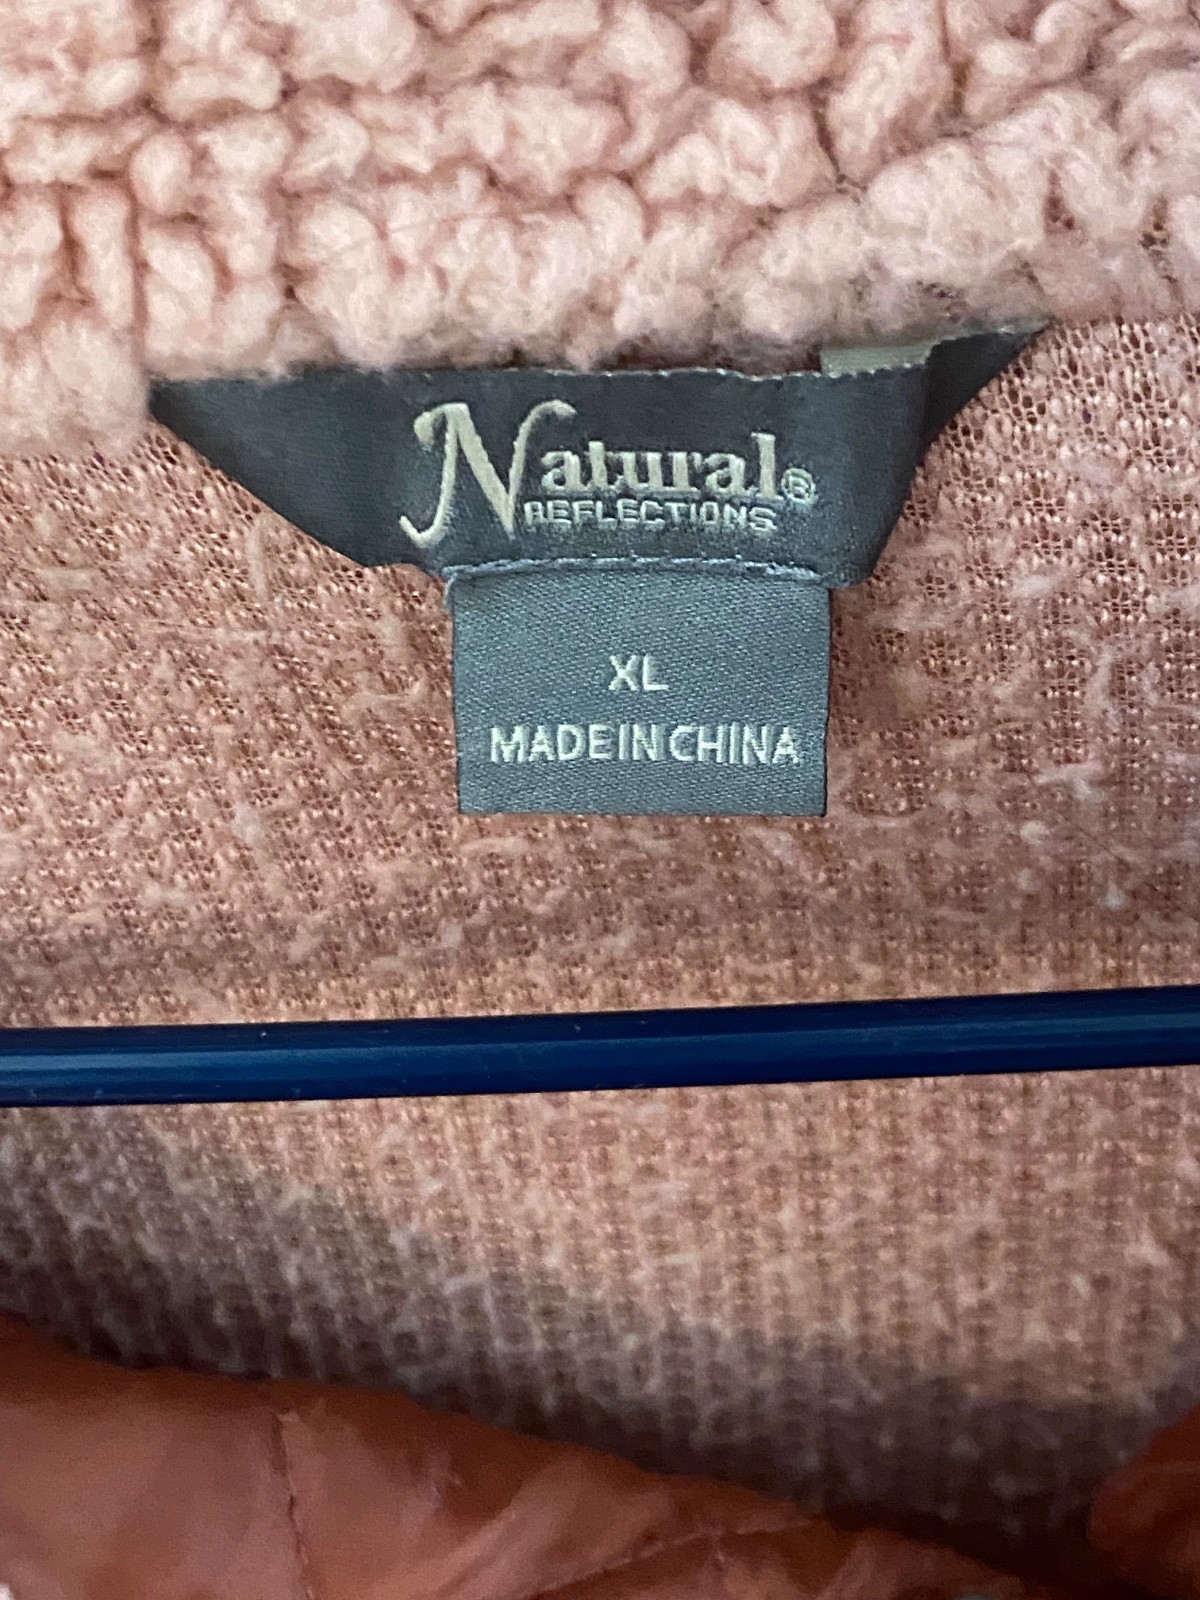 Natural®
REFLECTIONS
XL
MADE IN CHINA